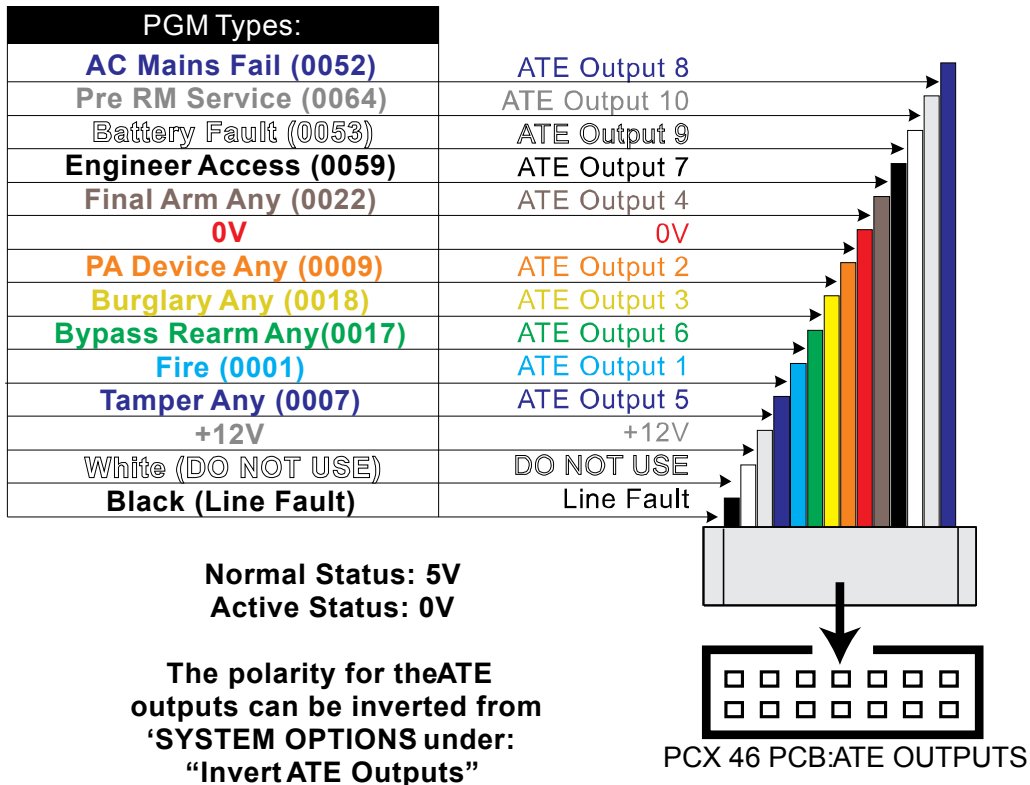 PGM Types:
AC Mains Fail (0052) ATE Output 8
Pre RM Service (0064) ATE Output 10
Battery Fault (0053) ATE Output 9
Engineer Access (0059) ATE Output 7
Final Arm Any (0022) ATE Output 4
0V 0V
PA Device Any (0009) ATE Output 2
Burglary Any (0018) ATE Output 3
Bypass Rearm Any(0017) ATE Output 6
Fire (0001) ATE Output 1
Tamper Any (0007) ATE Output 5
+12V +12V
White (DO NOT USE) DO NOT USE
Black (Line Fault) Line Fault
Normal Status: 5V
Active Status: 0V
The polarity for theATE
outputs can be inverted from
‘SYSTEM OPTIONS under:
“Invert ATE Outputs”
PCX 46 PCB:ATE OUTPUTS